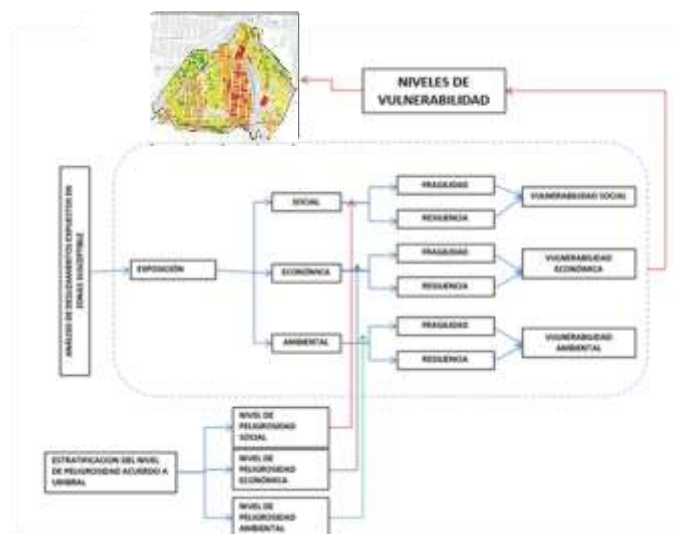 NIVELES DE
VULNERABILIDAD
ANÁLISIS DE DESLIZAMIENTOS EXPUESTOS EN
ZONAS SUSCEPTIBLE
EXPOSICIÓN
SOCIAL
FRAGILIDAD
RESILIENCIA
VULNERABILIDAD SOCIAL
ECONÓMICA
FRAGILIDAD
RESILIENCIA
VULNERABILIDAD
ECONÓMICA
AMBIENTAL
FRAGILIDAD
RESILIENCIA
VULNERABILIDAD
AMBIENTAL
ESTRATIFICACION DEL NIVEL
DE PELIGROSIDAD ACUERDO A
UMBRAL
NIVEL DE
PELIGROSIDAD
SOCIAL
NIVEL DE
PELIGROSIDAD
ECONÓMICA
NIVEL DE
PELIGROSIDAD
AMBIENTAL